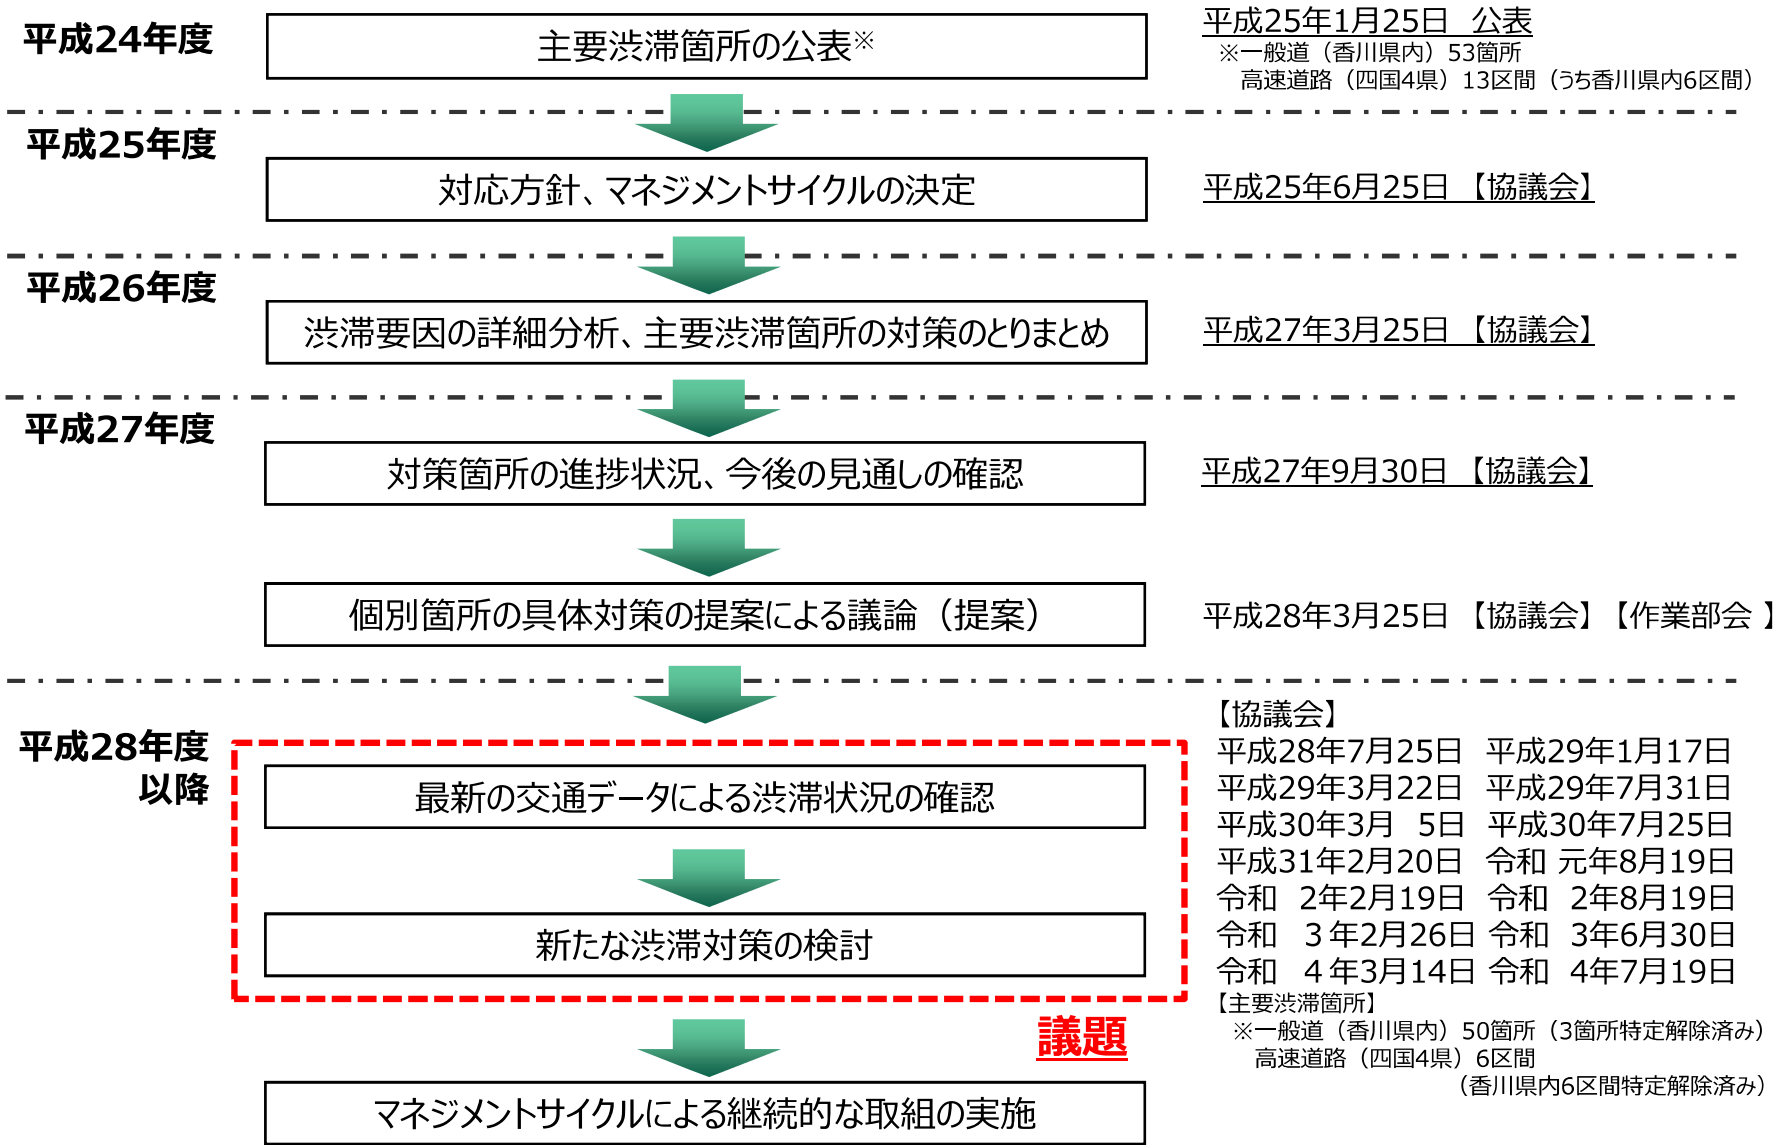 平成24年度
主要渋滞箇所の公表※
平成25年1月25日 公表
※一般道（香川県内）53箇所
高速道路（四国4県）13区間（うち香川県内6区間）
平成25年度
対応方針、マネジメントサイクルの決定
平成25年6月25日 【協議会】
平成26年度
渋滞要因の詳細分析、主要渋滞箇所の対策のとりまとめ
平成27年3月25日 【協議会】
平成27年度
対策箇所の進捗状況、今後の見通しの確認
平成27年9月30日 【協議会】
個別箇所の具体対策の提案による議論（提案）
平成28年3月25日 【協議会】【作業部会 】
平成28年度
以降
最新の交通データによる渋滞状況の確認
新たな渋滞対策の検討
議題
マネジメントサイクルによる継続的な取組の実施
【協議会】
平成28年7月25日 平成29年1月17日
平成29年3月22日 平成29年7月31日
平成30年3月 5日 平成30年7月25日
平成31年2月20日 令和 元年8月19日
令和 2年2月19日 令和 2年8月19日
令和 ３年2月26日 令和 3年6月30日
令和 ４年3月14日 令和 4年7月19日
【主要渋滞箇所】
※一般道（香川県内）50箇所（3箇所特定解除済み）
高速道路（四国4県）6区間
（香川県内6区間特定解除済み）